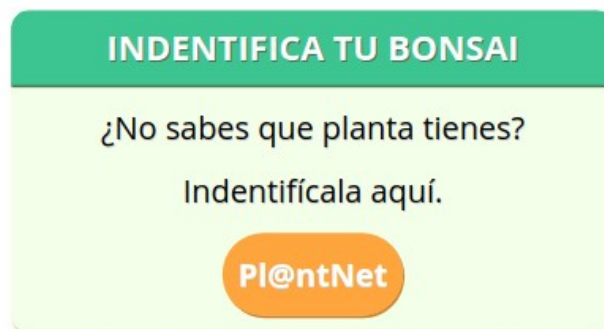 INDENTIFICA TU BONSAI
¿No sabes que planta tienes?
Indentifícala aquí.
Pl@ntNet